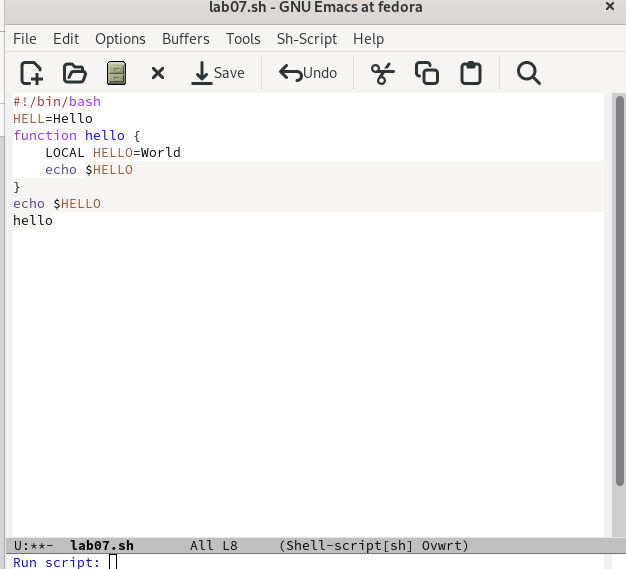 lab07.sh - GNU Emacs at fedora
File Edit Options Buffers Tools Sh-Script Help
Save Undo
#!/bin/bash
HELL=Hello
function hello {
    LOCAL HELLO=World
    echo $HELLO
}
echo $HELLO
hello
U:**-  lab07.sh       All L8     (Shell-script[sh] Ovwrt)
Run script: